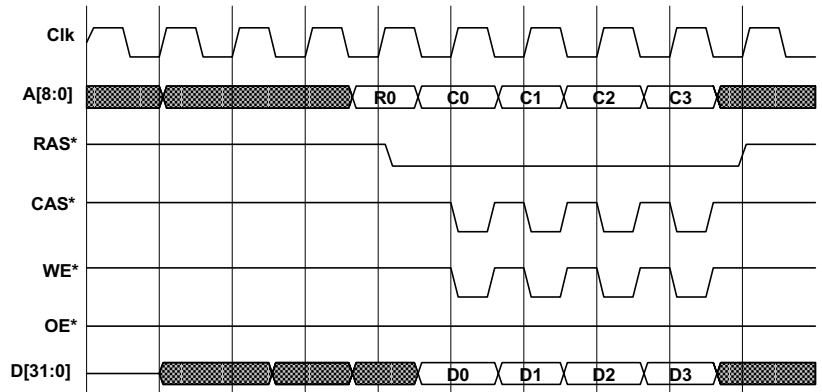 Clk
A[8:0] R0 C0 C1 C2 C3
RAS*
CAS*
WE*
OE*
D[31:0] D0 D1 D2 D3